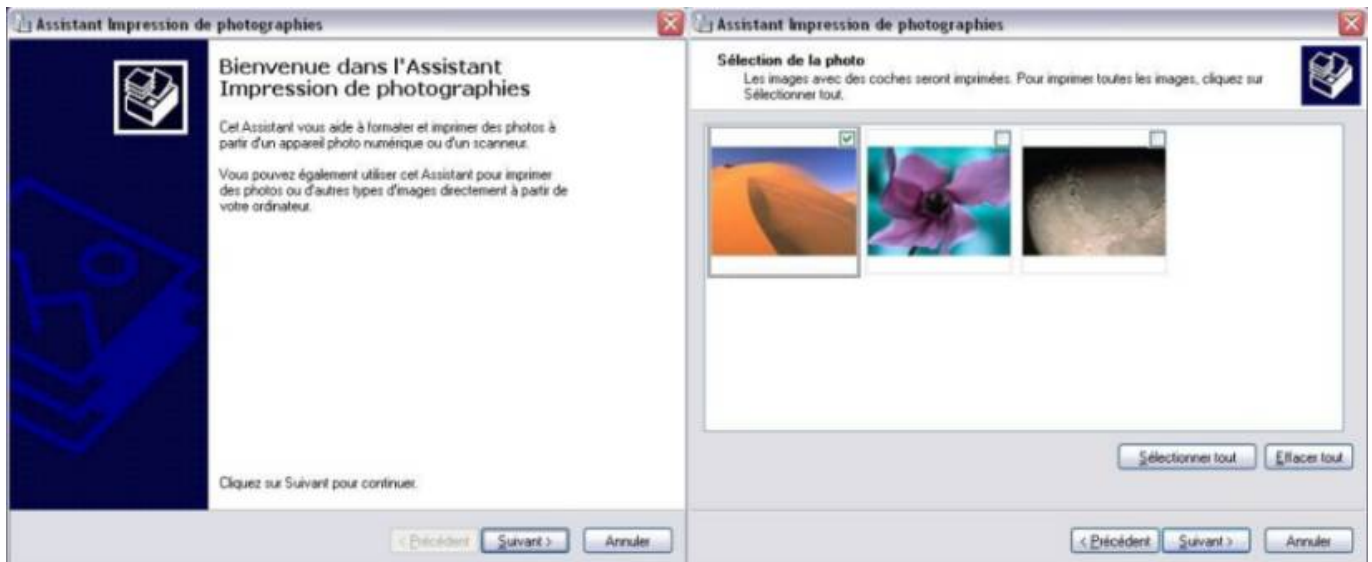 Assistant Impression de photographies
Bienvenue dans l'Assistant
Impression de photographies
Cet Assistant vous aide à formater et imprimer des photos à
partir d'un appareil photo numérique ou d'un scanneur.
Vous pouvez également utiliser cet Assistant pour imprimer
des photos ou d'autres types d'images directement à partir de
votre ordinateur.
Cliquez sur Suivant pour continuer.
< Précédent
Suivant >
Annuler
Assistant Impression de photographies
Sélection de la photo
Les images avec des coches seront imprimées. Pour imprimer toutes les images, cliquez sur
Sélectionner tout.
Sélectionner tout
Effacer tout
< Précédent
Suivant >
Annuler